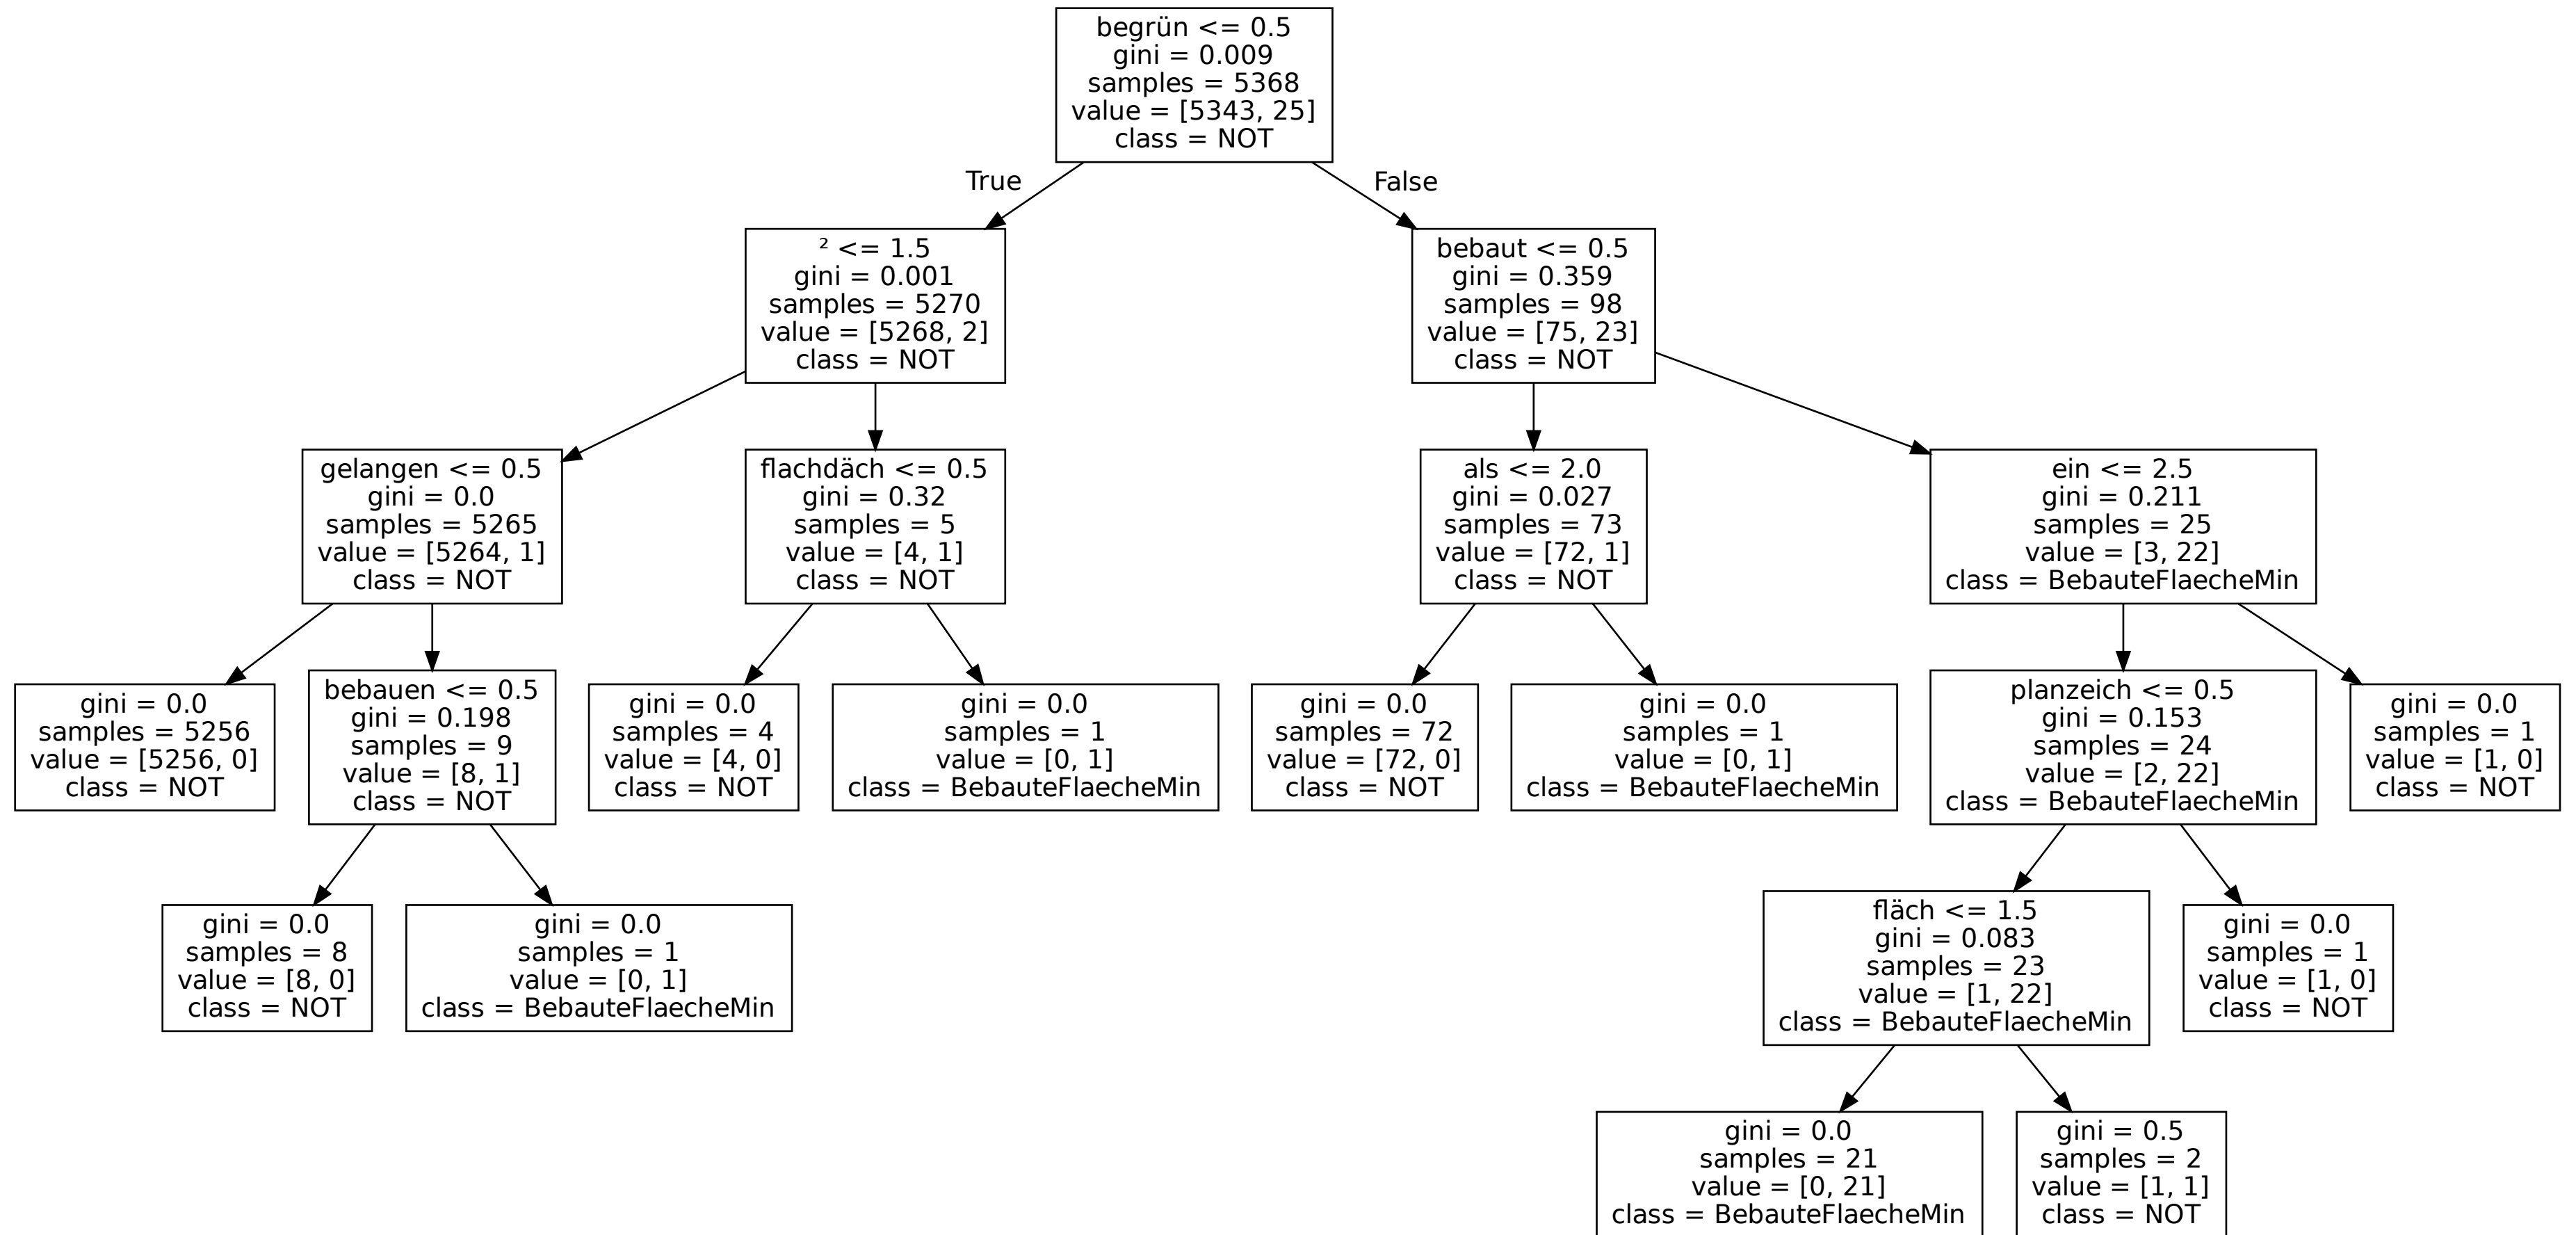 begrün <= 0.5
gini = 0.009
samples = 5368
value = [5343, 25]
class = NOT
True
False
² <= 1.5
gini = 0.001
samples = 5270
value = [5268, 2]
class = NOT
bebaut <= 0.5
gini = 0.359
samples = 98
value = [75, 23]
class = NOT
gelangen <= 0.5
gini = 0.0
samples = 5265
value = [5264, 1]
class = NOT
flachdäch <= 0.5
gini = 0.32
samples = 5
value = [4, 1]
class = NOT
als <= 2.0
gini = 0.027
samples = 73
value = [72, 1]
class = NOT
ein <= 2.5
gini = 0.211
samples = 25
value = [3, 22]
class = BebauteFlaecheMin
gini = 0.0
samples = 5256
value = [5256, 0]
class = NOT
bebauen <= 0.5
gini = 0.198
samples = 9
value = [8, 1]
class = NOT
gini = 0.0
samples = 4
value = [4, 0]
class = NOT
gini = 0.0
samples = 1
value = [0, 1]
class = BebauteFlaecheMin
gini = 0.0
samples = 72
value = [72, 0]
class = NOT
gini = 0.0
samples = 1
value = [0, 1]
class = BebauteFlaecheMin
planzeich <= 0.5
gini = 0.153
samples = 24
value = [2, 22]
class = BebauteFlaecheMin
gini = 0.0
samples = 1
value = [1, 0]
class = NOT
gini = 0.0
samples = 8
value = [8, 0]
class = NOT
gini = 0.0
samples = 1
value = [0, 1]
class = BebauteFlaecheMin
fläch <= 1.5
gini = 0.083
samples = 23
value = [1, 22]
class = BebauteFlaecheMin
gini = 0.0
samples = 1
value = [1, 0]
class = NOT
gini = 0.0
samples = 21
value = [0, 21]
class = BebauteFlaecheMin
gini = 0.5
samples = 2
value = [1, 1]
class = NOT